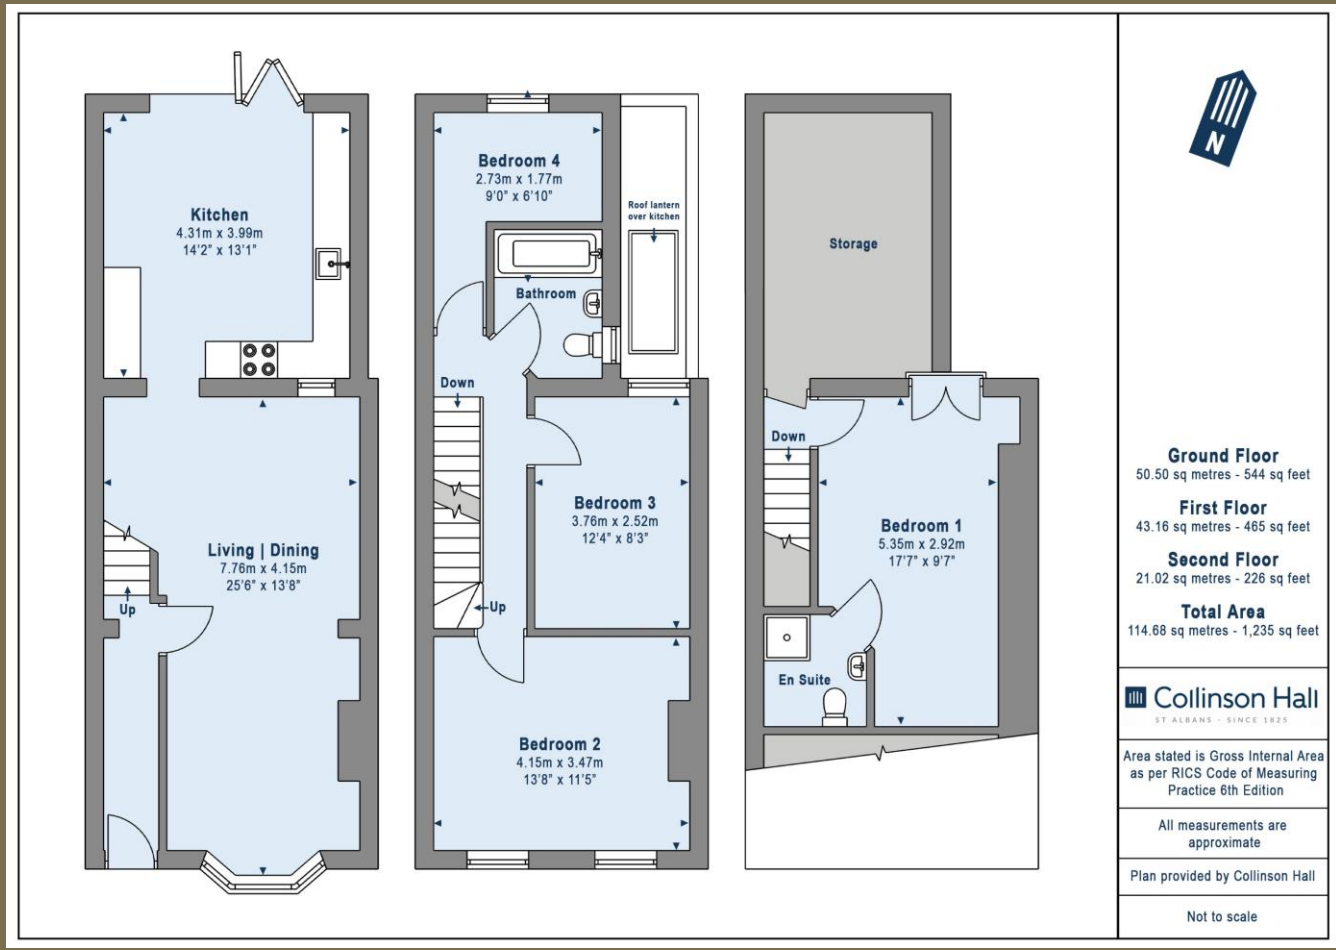 Kitchen
4.31m x 3.99m
14'2" x 13'1"
Living | Dining
7.76m x 4.15m
25'6" x 13'8"
Up
Bedroom 4
2.73m x 1.77m
9'0" x 6'10"
Roof lantern
over kitchen
Bathroom
Down
Bedroom 3
3.76m x 2.52m
12'4" x 8'3"
Up
Bedroom 2
4.15m x 3.47m
13'8" x 11'5"
Storage
Down
Bedroom 1
5.35m x 2.92m
17'7" x 9'7"
En Suite
N
Ground Floor
50.50 sq metres - 544 sq feet
First Floor
43.16 sq metres - 465 sq feet
Second Floor
21.02 sq metres - 226 sq feet
Total Area
114.68 sq metres - 1,235 sq feet
Collinson Hall
ST ALBANS - SINCE 1825
Area stated is Gross Internal Area
as per RICS Code of Measuring
Practice 6th Edition
All measurements are
approximate
Plan provided by Collinson Hall
Not to scale